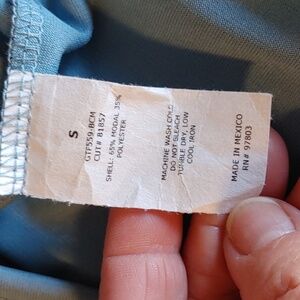 S
GTF559-BCM
CUT# 81857
SHELL: 65% MODAL 35%
POLYESTER
MACHINE WASH COLD
DO NOT BLEACH
TUMBLE DRY LOW
COOL IRON
MADE IN MEXICO
RN# 97803